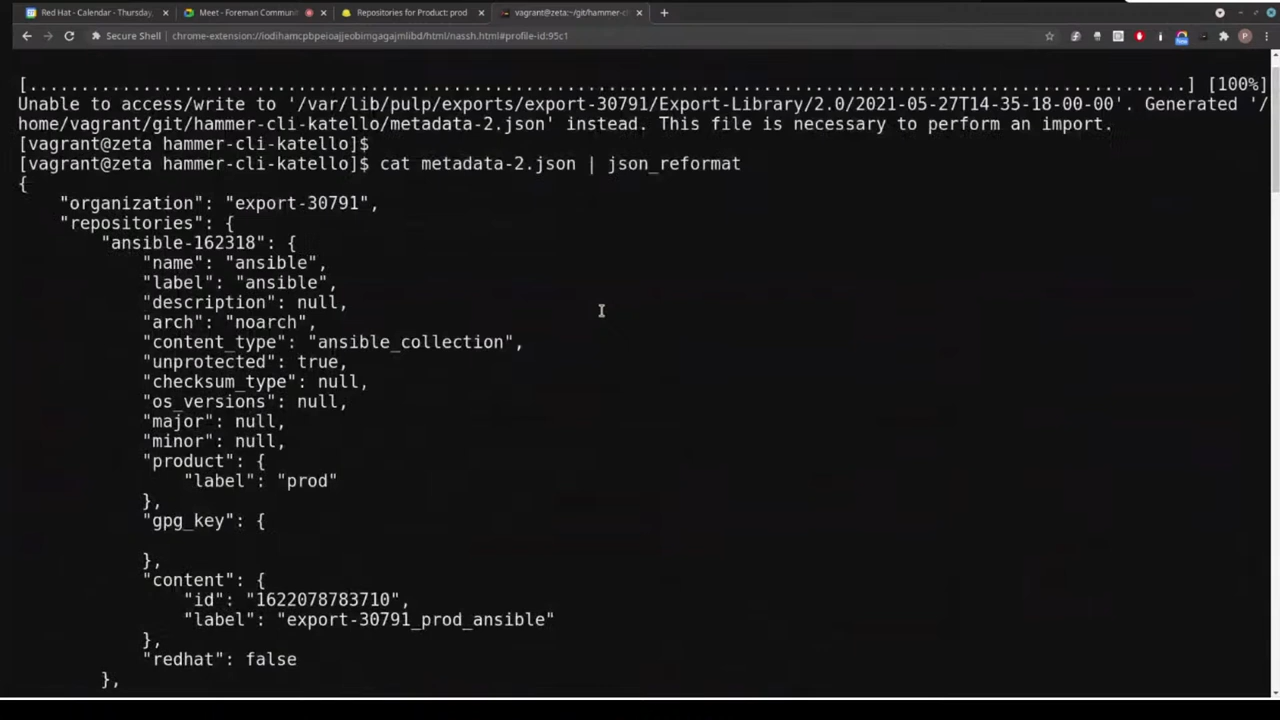 Red Hat - Calendar - Thursday,
Meet - Foreman Communi
Repositories for Product: prod
vagrant@zeta:~/git/hammer-cl
Secure Shell
chrome-extension://iodihamcpbpeioajjeobimgagajmlibd/html/nassh.html#profile-id:95c1
[..................................................................................................................] [100%]
Unable to access/write to '/var/lib/pulp/exports/export-30791/Export-Library/2.0/2021-05-27T14-35-18-00-00'. Generated '/
home/vagrant/git/hammer-cli-katello/metadata-2.json' instead. This file is necessary to perform an import.
[vagrant@zeta hammer-cli-katello]$
[vagrant@zeta hammer-cli-katello]$ cat metadata-2.json | json_reformat
{
    "organization": "export-30791",
    "repositories": {
        "ansible-162318": {
            "name": "ansible",
            "label": "ansible",
            "description": null,
            "arch": "noarch",
            "content_type": "ansible_collection",
            "unprotected": true,
            "checksum_type": null,
            "os_versions": null,
            "major": null,
            "minor": null,
            "product": {
                "label": "prod"
            },
            "gpg_key": {

            },
            "content": {
                "id": "1622078783710",
                "label": "export-30791_prod_ansible"
            },
            "redhat": false
        },